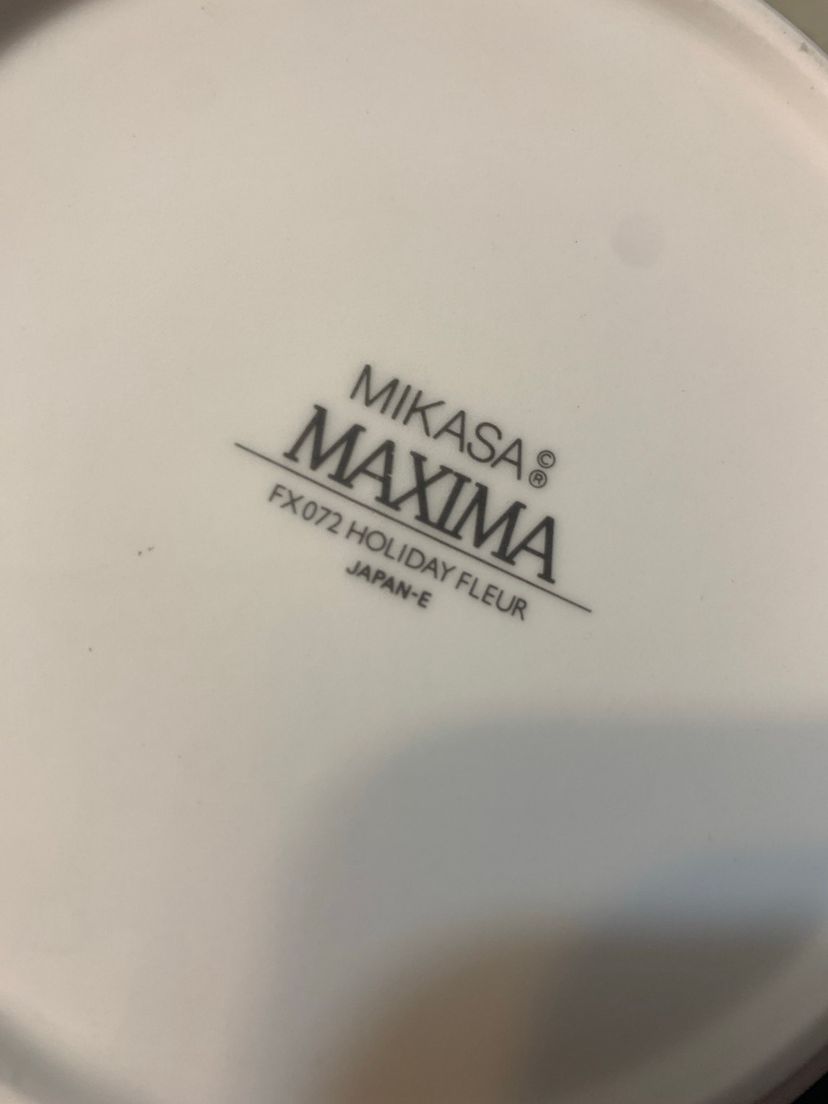 MIKASA ©
®
MAXIMA
FX072 HOLIDAY FLEUR
JAPAN-E